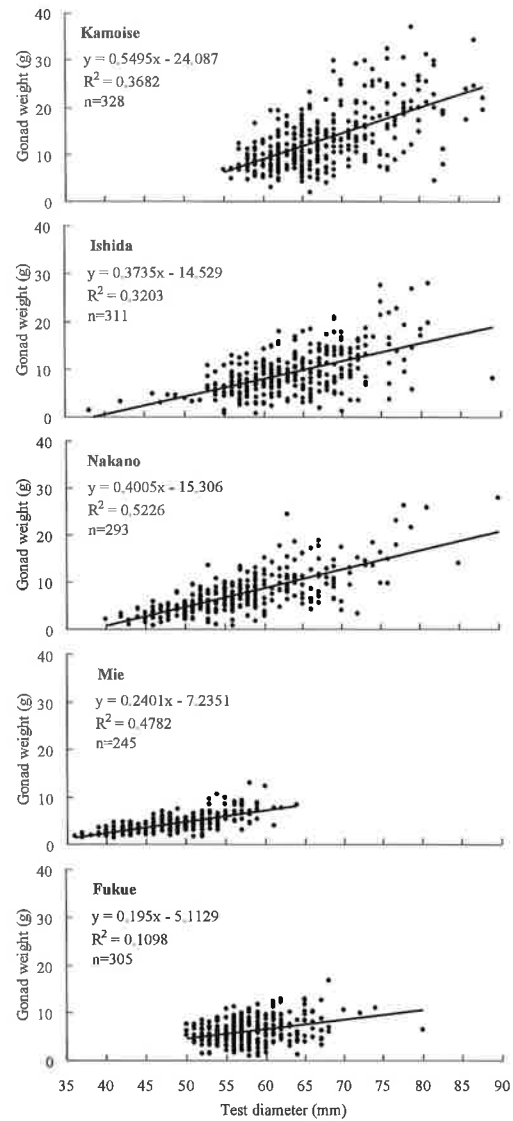 40
30
20
10
0
Gonad weight (g)
Kamoise
y = 0.5495x - 24.087
R² = 0.3682
n=328
40
30
20
10
0
Gonad weight (g)
Ishida
y = 0.3735x - 14.529
R² = 0.3203
n=311
40
30
20
10
0
Gonad weight (g)
Nakano
y = 0.4005x - 15.306
R² = 0.5226
n=293
40
30
20
10
0
Gonad weight (g)
Mie
y = 0.2401x - 7.2351
R² = 0.4782
n=245
40
30
20
10
0
Gonad weight (g)
Fukue
y = 0.195x - 5.1129
R² = 0.1098
n=305
35 40 45 50 55 60 65 70 75 80 85 90
Test diameter (mm)